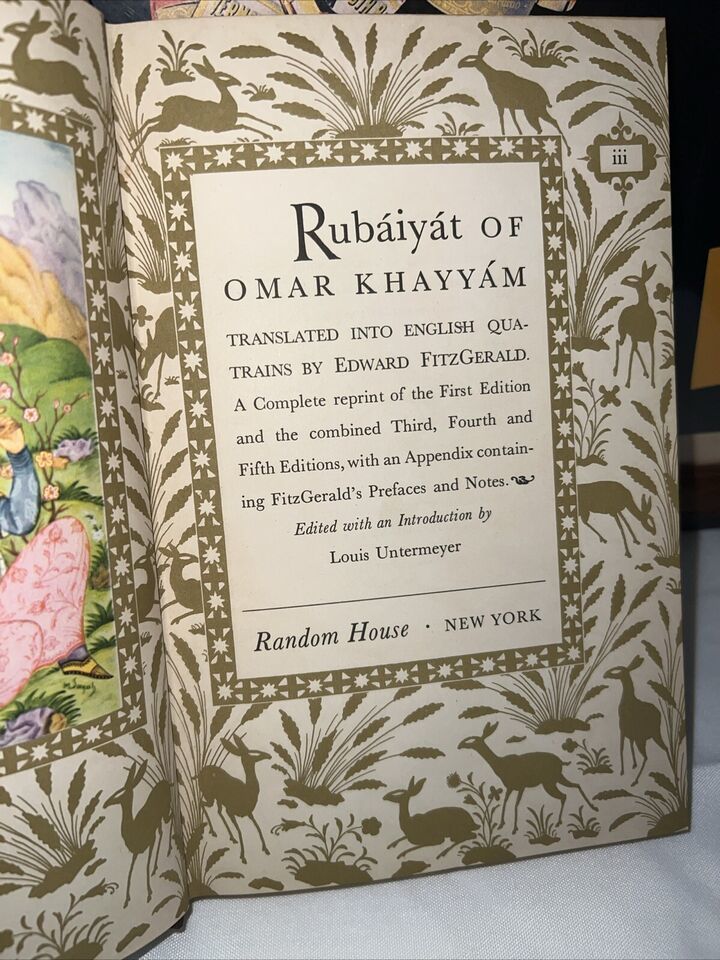 iii
Rubáiyát OF
OMAR KHAYYÁM
TRANSLATED INTO ENGLISH QUA-
TRAINS BY EDWARD FITZGERALD.
A Complete reprint of the First Edition
and the combined Third, Fourth and
Fifth Editions, with an Appendix contain-
ing FitzGerald's Prefaces and Notes.
Edited with an Introduction by
Louis Untermeyer
Random House · NEW YORK